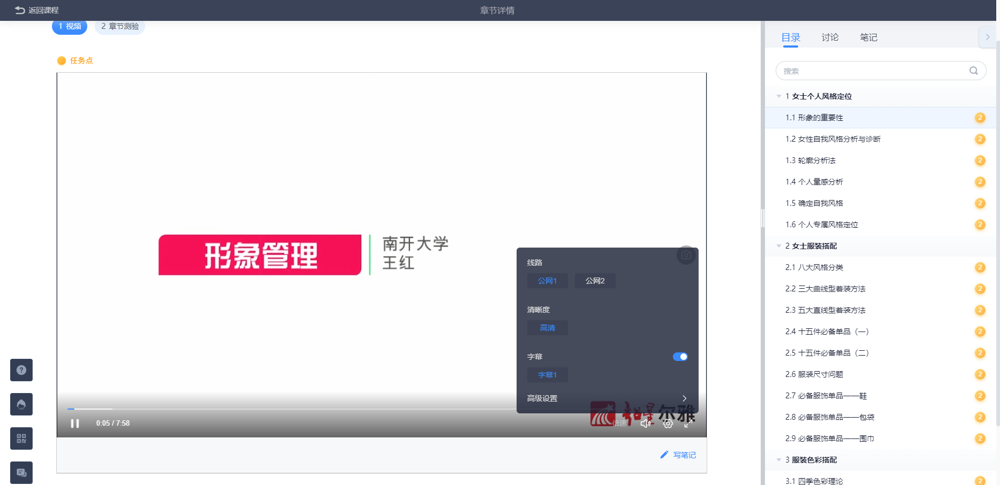 返回课程
章节详情
1 视频
2 章节测验
任务点
形象管理
南开大学
王红
线路
公网1
公网2
清晰度
高清
字幕
字幕1
高级设置
超星尔雅
0:05 / 7:58
倍速
写笔记
目录
讨论
笔记
搜索
1 女士个人风格定位
1.1 形象的重要性
2
1.2 女性自我风格分析与诊断
2
1.3 轮廓分析法
2
1.4 个人量感分析
2
1.5 确定自我风格
2
1.6 个人专属风格定位
2
2 女士服装搭配
2.1 八大风格分类
2
2.2 三大曲线型着装方法
2
2.3 五大直线型着装方法
2
2.4 十五件必备单品（一）
2
2.5 十五件必备单品（二）
2
2.6 服装尺寸问题
2
2.7 必备服饰单品——鞋
2
2.8 必备服饰单品——包袋
2
2.9 必备服饰单品——围巾
2
3 服装色彩搭配
3.1 四季色彩理论
2